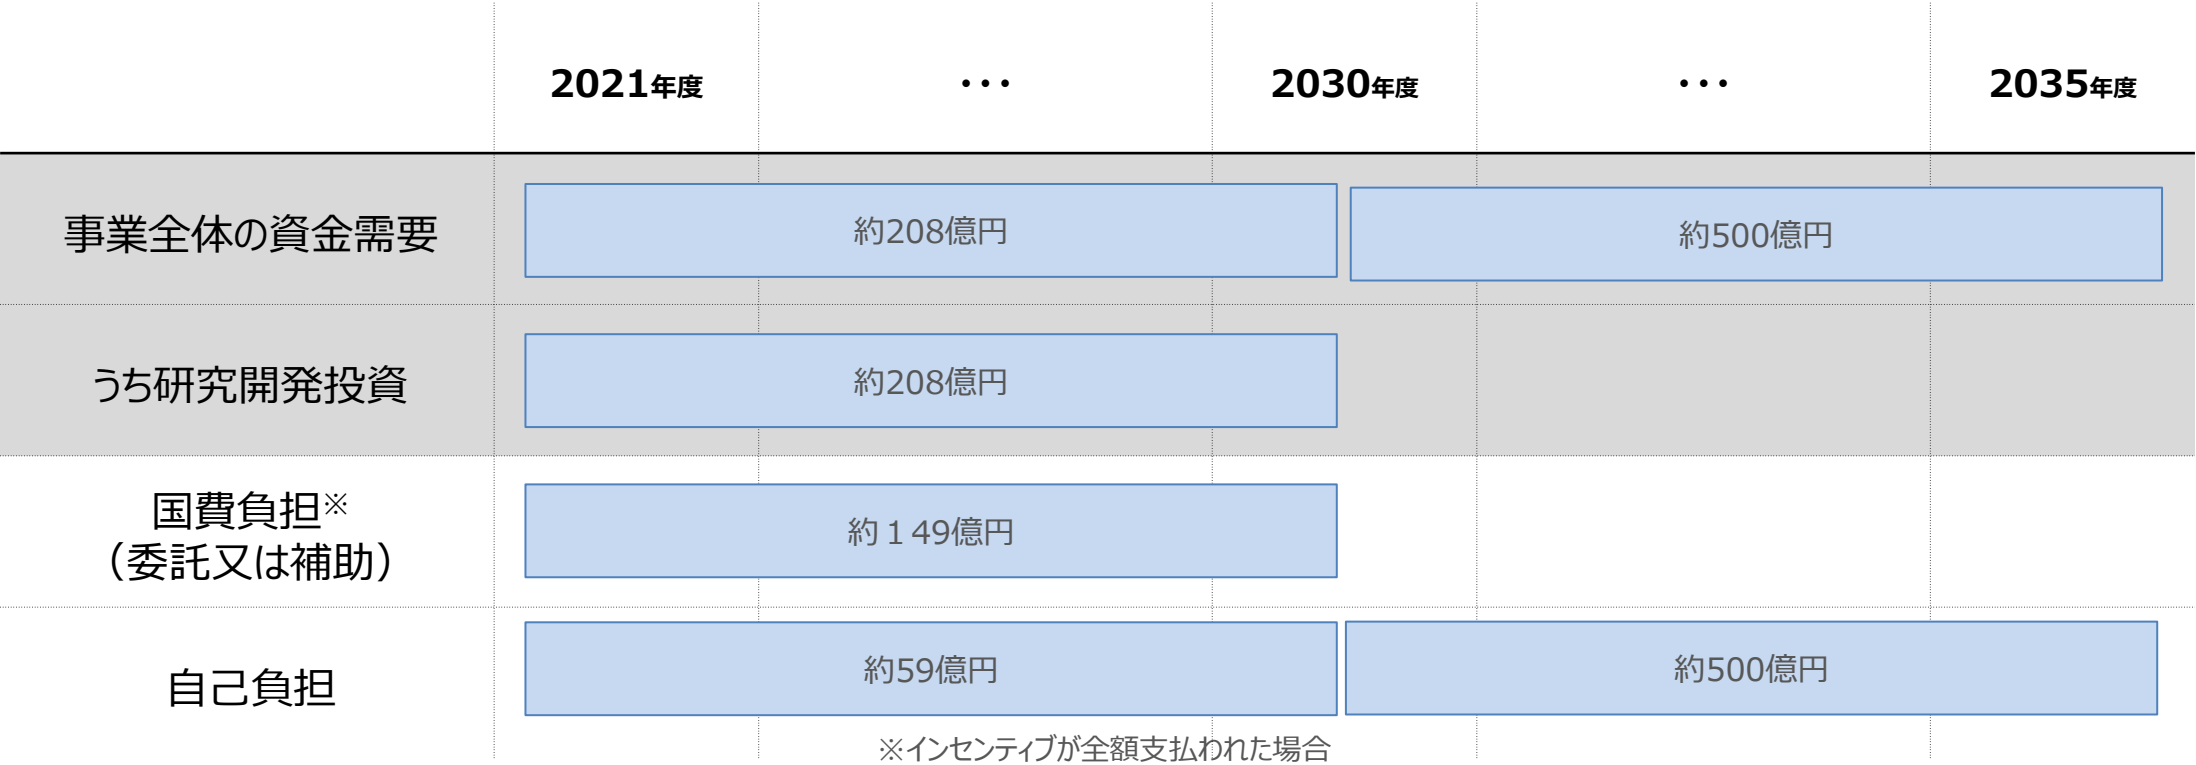 2021年度 ・・・ 2030年度 ・・・ 2035年度
事業全体の資金需要 約208億円 約500億円
うち研究開発投資 約208億円
国費負担※
（委託又は補助） 約１49億円
自己負担 約59億円 約500億円
※インセンティブが全額支払われた場合